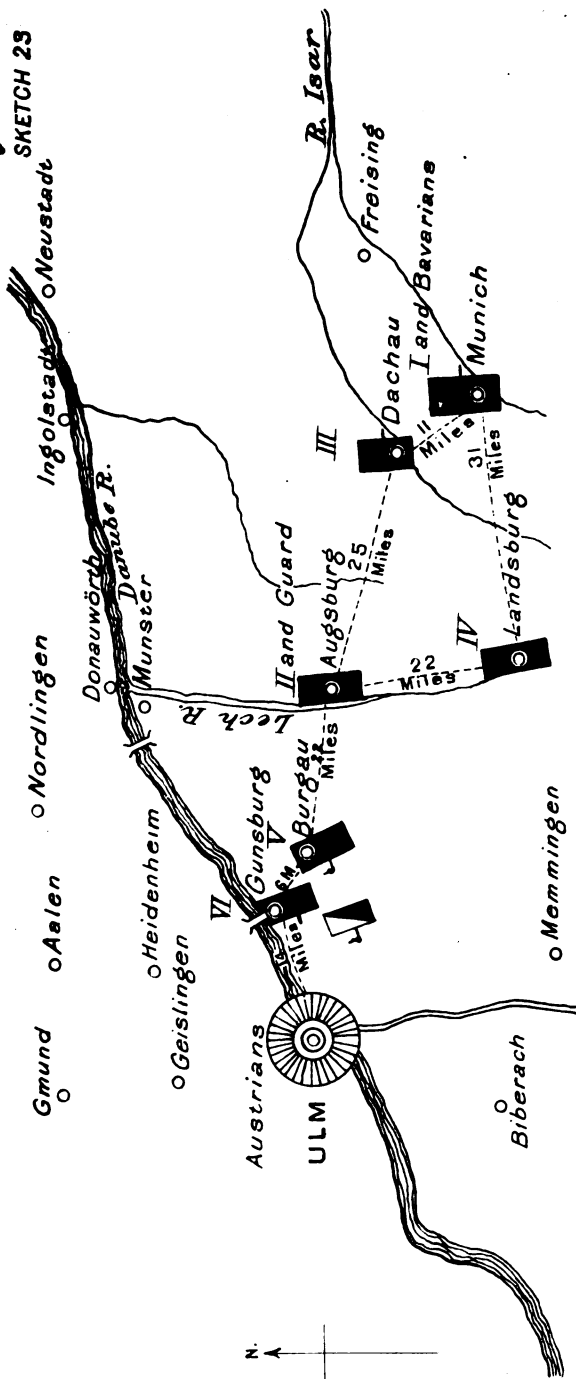 SKETCH 23
Gmund
Aalen
Nordlingen
Ingolstadt
Neustadt
Donauwörth
Danube R.
Munster
Heidenheim
Geislingen
Lech R.
R. Isar
Freising
Austrians
ULM
VI
Gunsburg
V
Burgau
6 M
Miles
22
Miles
II and Guard
Augsburg
25
Miles
III
Dachau
11
Miles
I and Bavarians
Munich
31
Miles
22
Miles
IV
Landsburg
Biberach
Memmingen
N.